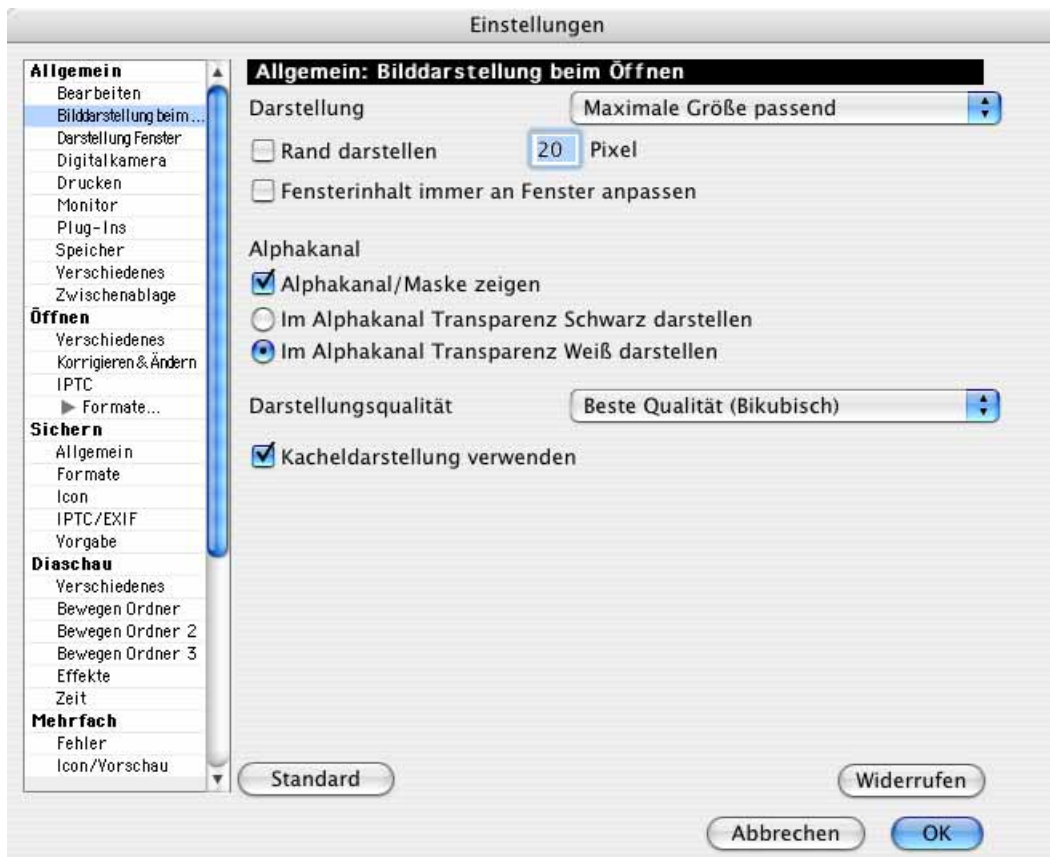 Einstellungen
Allgemein
Bearbeiten
Bilddarstellung beim ...
Darstellung Fenster
Digitalkamera
Drucken
Monitor
Plug-Ins
Speicher
Verschiedenes
Zwischenablage
Öffnen
Verschiedenes
Korrigieren & Ändern
IPTC
Formate...
Sichern
Allgemein
Formate
Icon
IPTC/EXIF
Vorgabe
Diaschau
Verschiedenes
Bewegen Ordner
Bewegen Ordner 2
Bewegen Ordner 3
Effekte
Zeit
Mehrfach
Fehler
Icon/Vorschau
Allgemein: Bilddarstellung beim Öffnen
Darstellung Maximale Größe passend
Rand darstellen 20 Pixel
Fensterinhalt immer an Fenster anpassen
Alphakanal
Alphakanal/Maske zeigen
Im Alphakanal Transparenz Schwarz darstellen
Im Alphakanal Transparenz Weiß darstellen
Darstellungsqualität Beste Qualität (Bikubisch)
Kacheldarstellung verwenden
Standard Widerrufen
Abbrechen OK